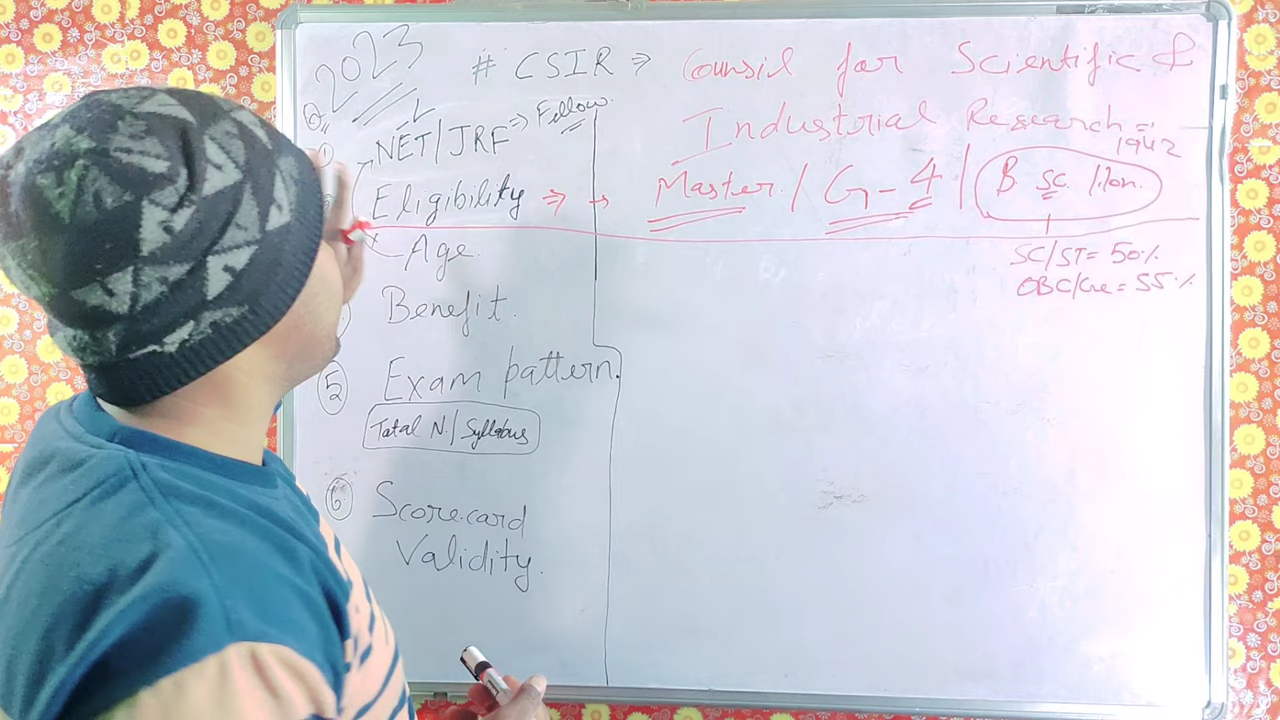 2023
# CSIR ⇒ Counsil for Scientific &
Industrial Research = 1942
NET/JRF ⇒ Fellow.
Eligibility ⇒ → Master / G-4 / B.Sc. /Hon.
SC/ST = 50%
OBC/Gre = 55%
Age.
Benefit.
5 Exam pattern.
Total N./Syllabus
6 Scorecard
Validity.